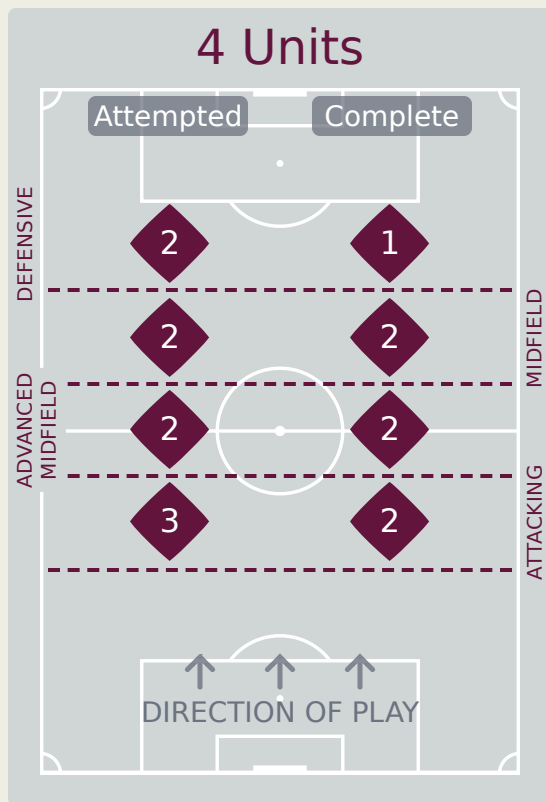 4 Units
Attempted
Complete
DEFENSIVE
2
1
MIDFIELD
2
2
ADVANCED
MIDFIELD
2
2
ATTACKING
3
2
DIRECTION OF PLAY